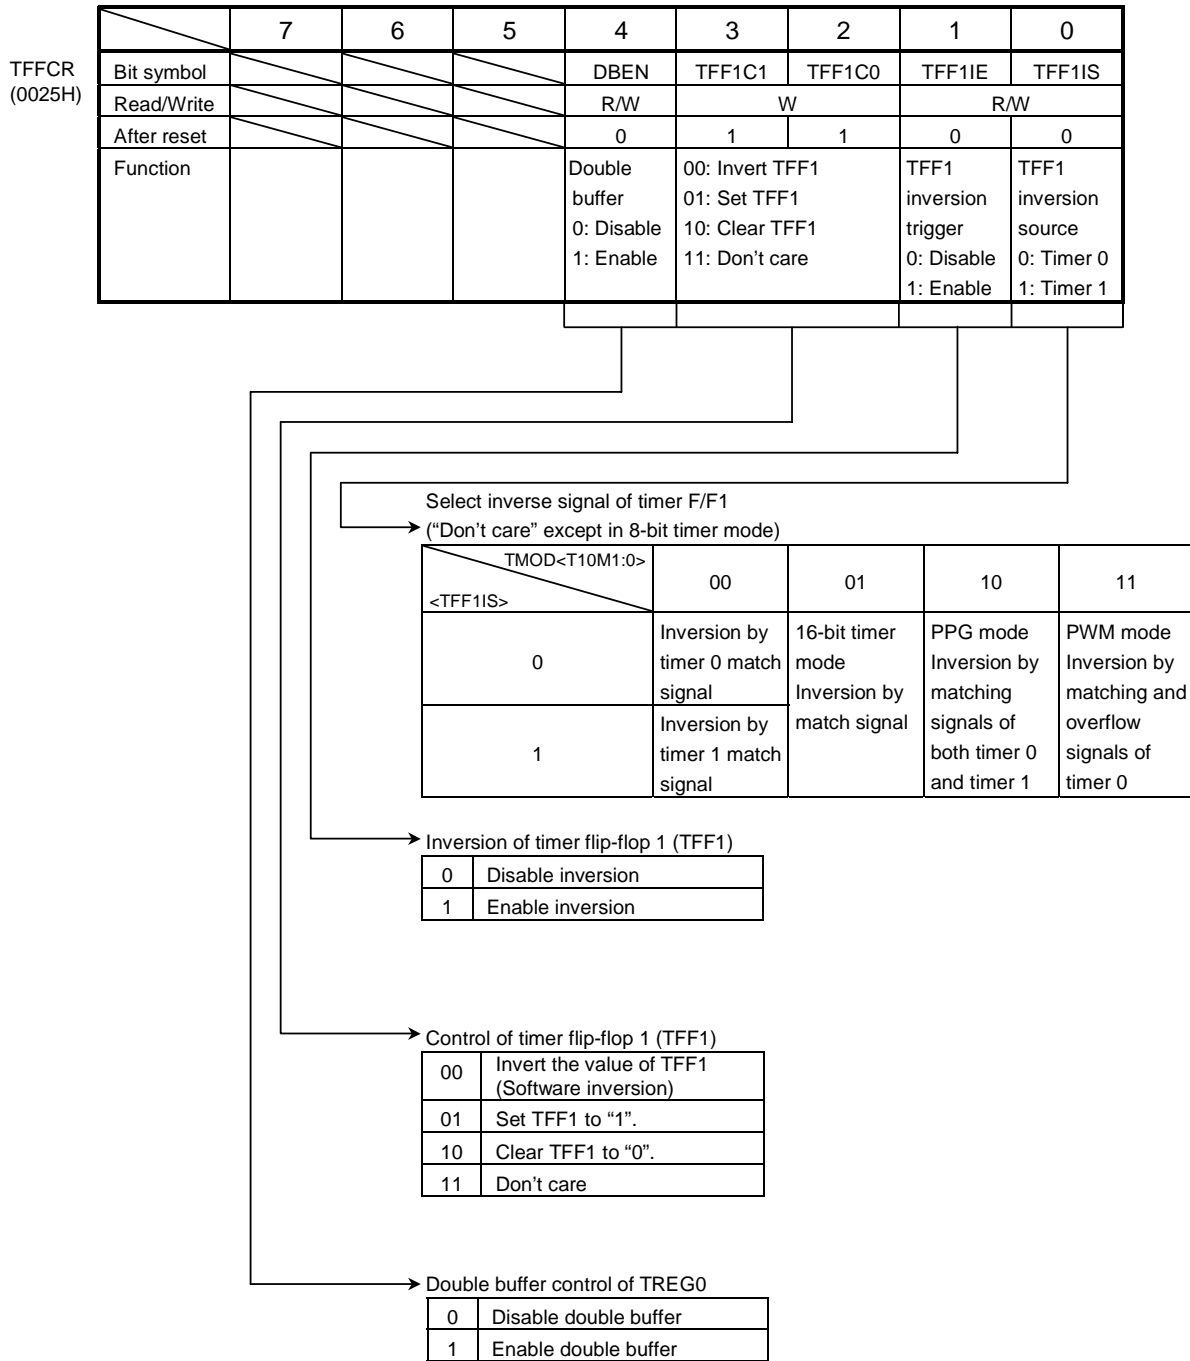 7 6 5 4 3 2 1 0
TFFCR
(0025H)
Bit symbol DBEN TFF1C1 TFF1C0 TFF1IE TFF1IS
Read/Write R/W W R/W
After reset 0 1 1 0 0
Function Double 00: Invert TFF1 TFF1 TFF1
buffer 01: Set TFF1 inversion inversion
0: Disable 10: Clear TFF1 trigger source
1: Enable 11: Don't care 0: Disable 0: Timer 0
1: Enable 1: Timer 1
Select inverse signal of timer F/F1
(“Don’t care” except in 8-bit timer mode)
TMOD<T10M1:0>
<TFF1IS>
00 01 10 11
0
Inversion by
timer 0 match
signal
1
Inversion by
timer 1 match
signal
16-bit timer
mode
Inversion by
match signal
PPG mode
Inversion by
matching
signals of
both timer 0
and timer 1
PWM mode
Inversion by
matching and
overflow
signals of
timer 0
Inversion of timer flip-flop 1 (TFF1)
0 Disable inversion
1 Enable inversion
Control of timer flip-flop 1 (TFF1)
00 Invert the value of TFF1
(Software inversion)
01 Set TFF1 to “1”.
10 Clear TFF1 to “0”.
11 Don’t care
Double buffer control of TREG0
0 Disable double buffer
1 Enable double buffer